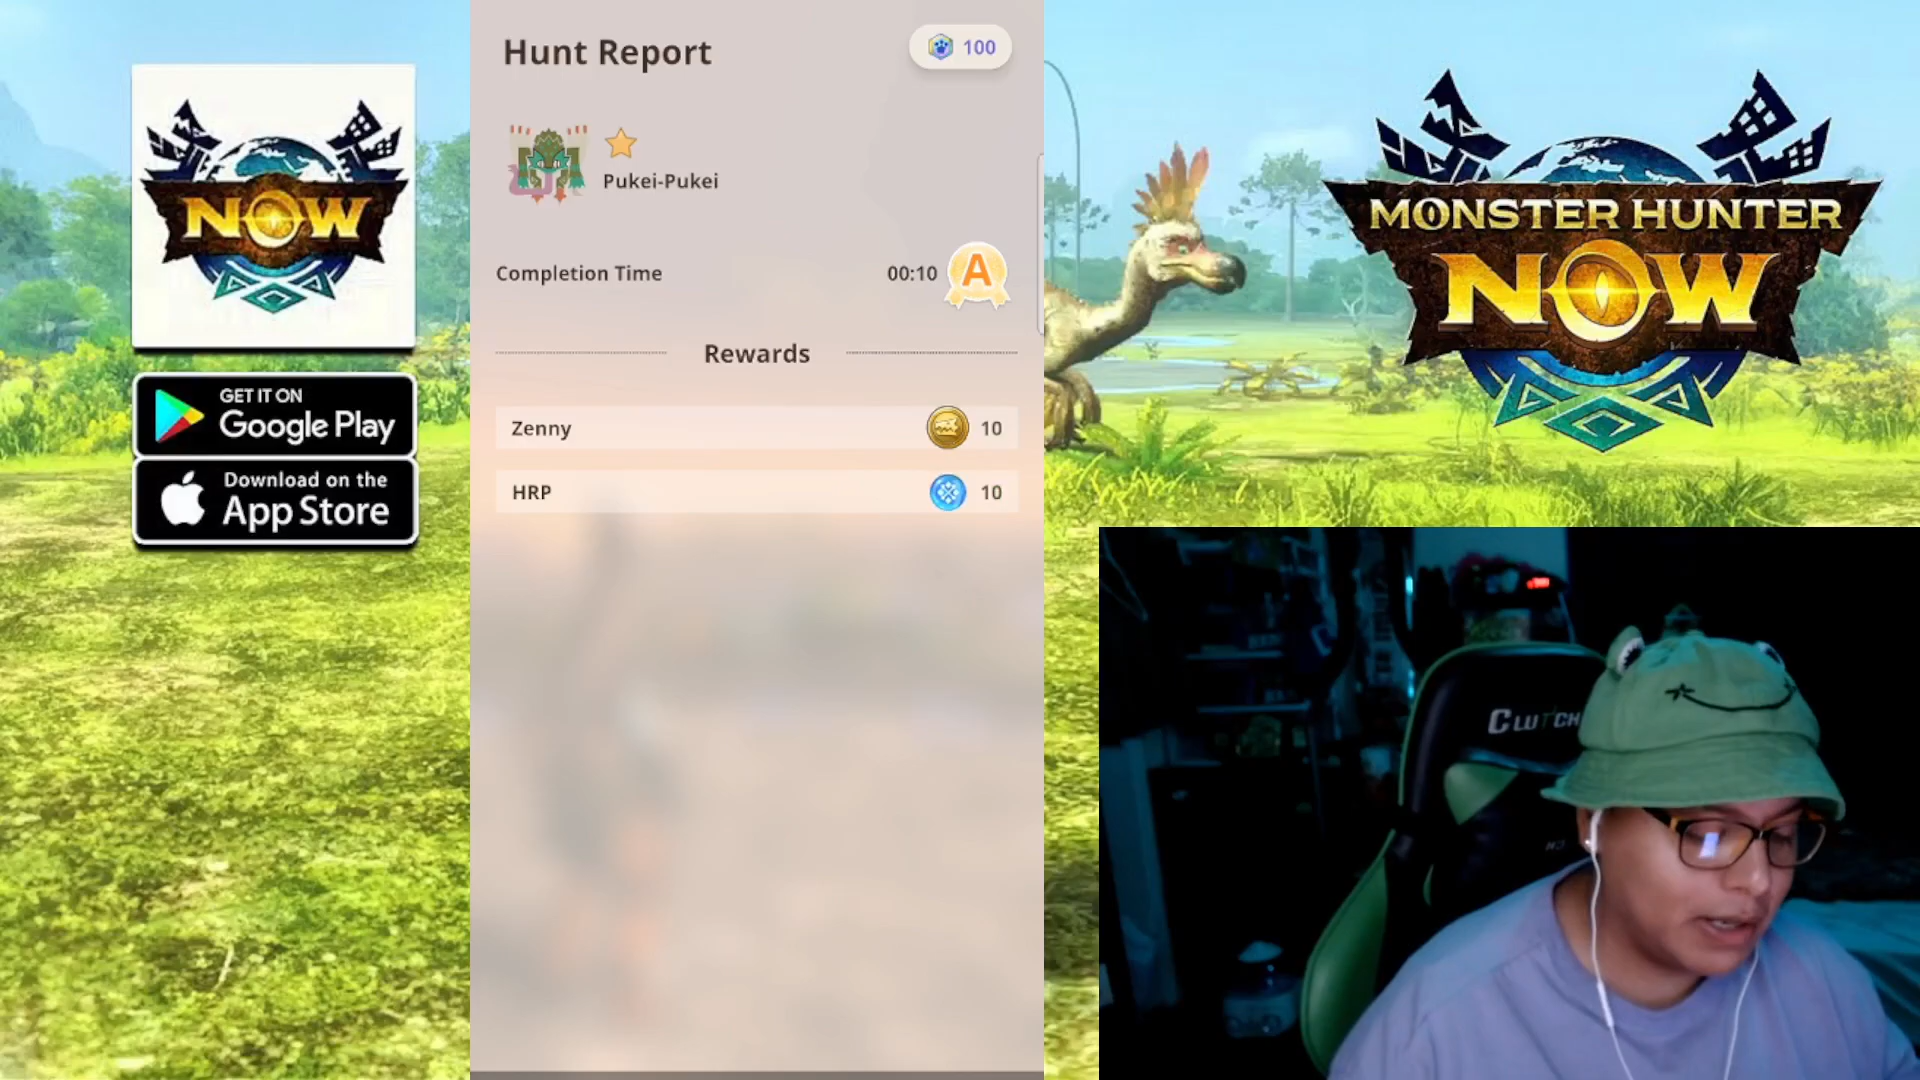 NOW
GET IT ON
Google Play
Download on the
App Store
Hunt Report
100
Pukei-Pukei
Completion Time 00:10 A
Rewards
Zenny 10
HRP 10
MONSTER HUNTER
NOW
CLUTCH